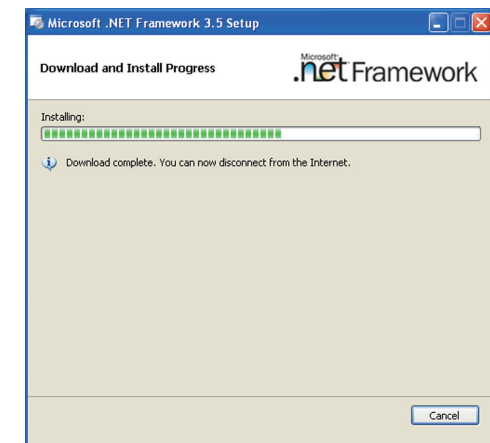 Microsoft .NET Framework 3.5 Setup
Download and Install Progress
Microsoft
.net Framework
Installing:
Download complete. You can now disconnect from the Internet.
Cancel